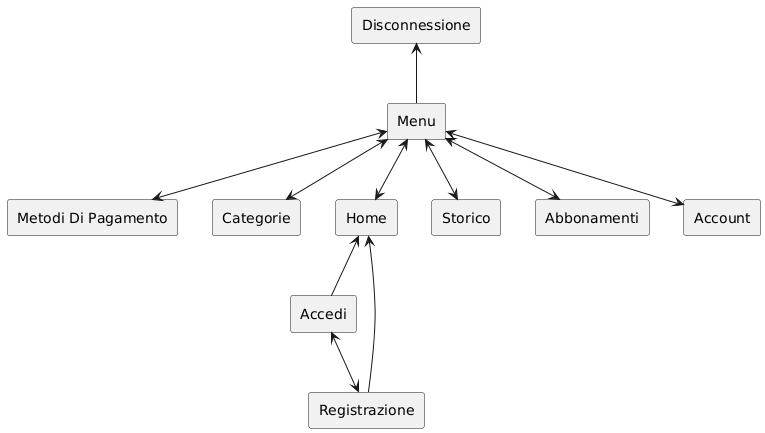 Disconnessione
Menu
Metodi Di Pagamento
Categorie
Home
Storico
Abbonamenti
Account
Accedi
Registrazione